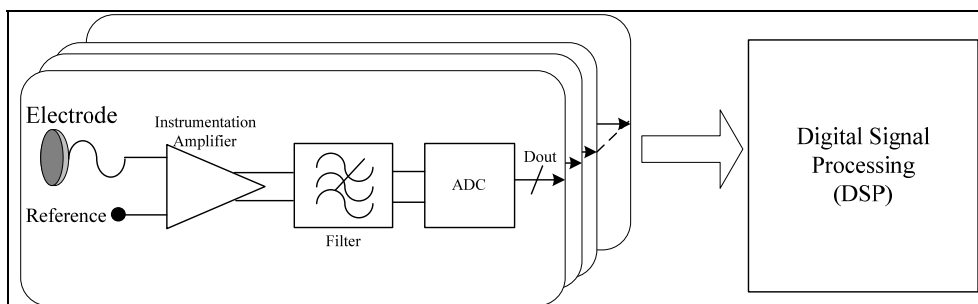 Electrode
Instrumentation
Amplifier
Reference
Filter
ADC
Dout
Digital Signal
Processing
(DSP)